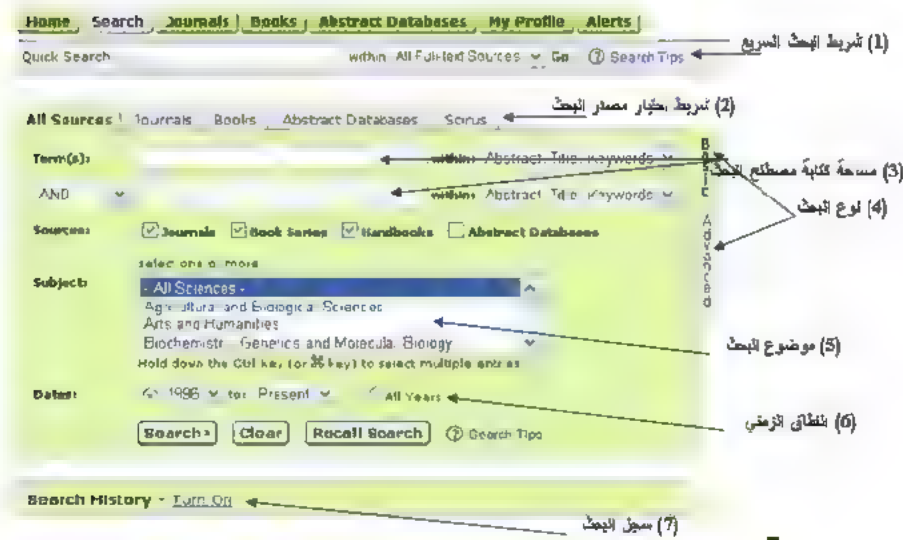 Home Search Journals Books Abstract Databases My Profile Alerts
(1) شريط البحث السريع
Quick Search within All Full-text Sources Go Search Tips
(2) شريط اختيار مصدر البحث
All Sources Journals Books Abstract Databases Scirus
Term(s): within Abstract, Title, Keywords
Basic
(3) مساحة كتابة مصطلح البحث
AND within Abstract, Title, Keywords
(4) نوع البحث
Advanced
Sources: Journals Book Series Handbooks Abstract Databases
select one or more
Subject: - All Sciences -
Agricultural and Biological Sciences
Arts and Humanities
Biochemistry, Genetics and Molecular Biology
(5) موضوع البحث
Hold down the Ctrl key (or ⌘ key) to select multiple entries
Dates: 1996 to: Present All Years
(6) النطاق الزمني
Search Clear Recall Search Search Tips
Search History - Turn On
(7) سجل البحث